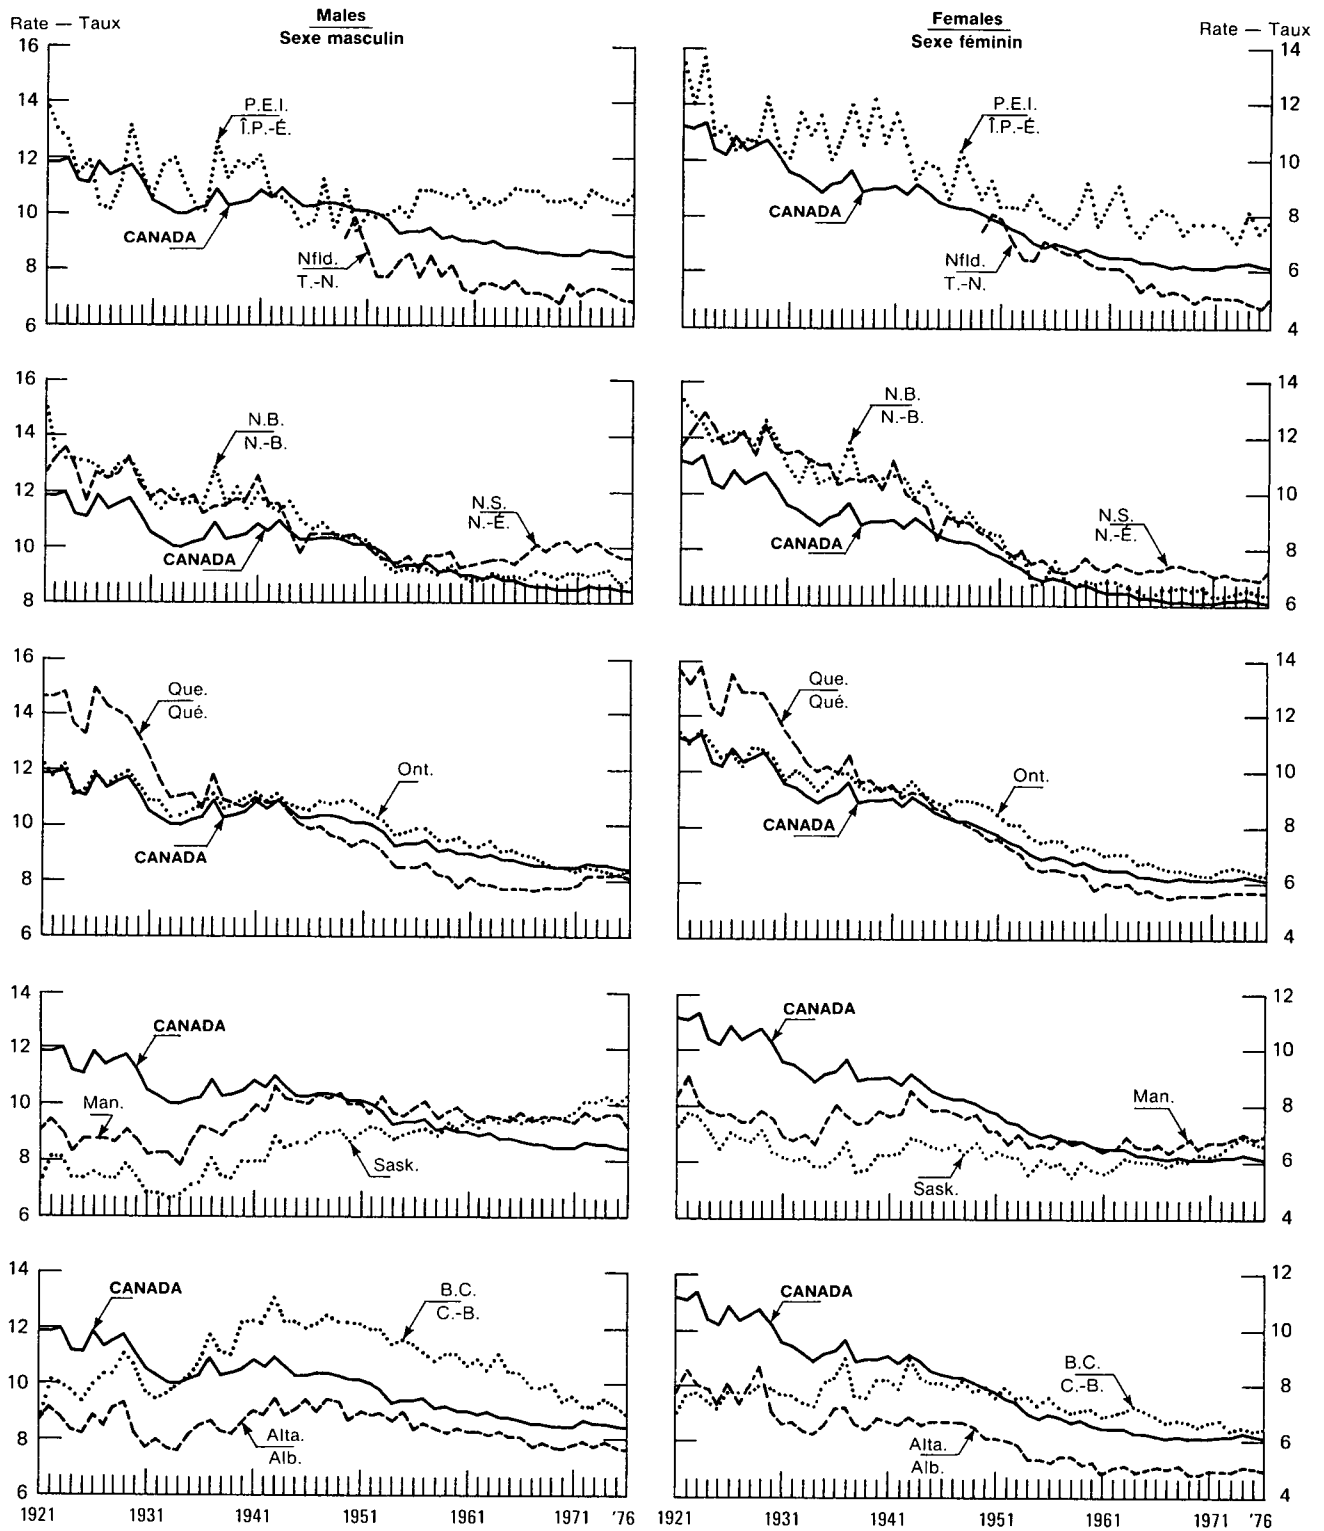 Males
Sexe masculin
Females
Sexe féminin
Rate — Taux
Rate — Taux
16
14
12
10
8
6
P.E.I.
Î.P.-É.
CANADA
Nfld.
T.-N.
P.E.I.
Î.P.-É.
CANADA
Nfld.
T.-N.
14
12
10
8
6
4
16
14
12
10
8
N.B.
N.-B.
N.S.
N.-É.
CANADA
N.B.
N.-B.
N.S.
N.-É.
CANADA
14
12
10
8
6
16
14
12
10
8
6
Que.
Qué.
Ont.
CANADA
Que.
Qué.
Ont.
CANADA
14
12
10
8
6
4
14
12
10
8
6
CANADA
Man.
Sask.
CANADA
Man.
Sask.
12
10
8
6
4
14
12
10
8
6
CANADA
B.C.
C.-B.
Alta.
Alb.
CANADA
B.C.
C.-B.
Alta.
Alb.
12
10
8
6
4
1921 1931 1941 1951 1961 1971 '76
1921 1931 1941 1951 1961 1971 '76